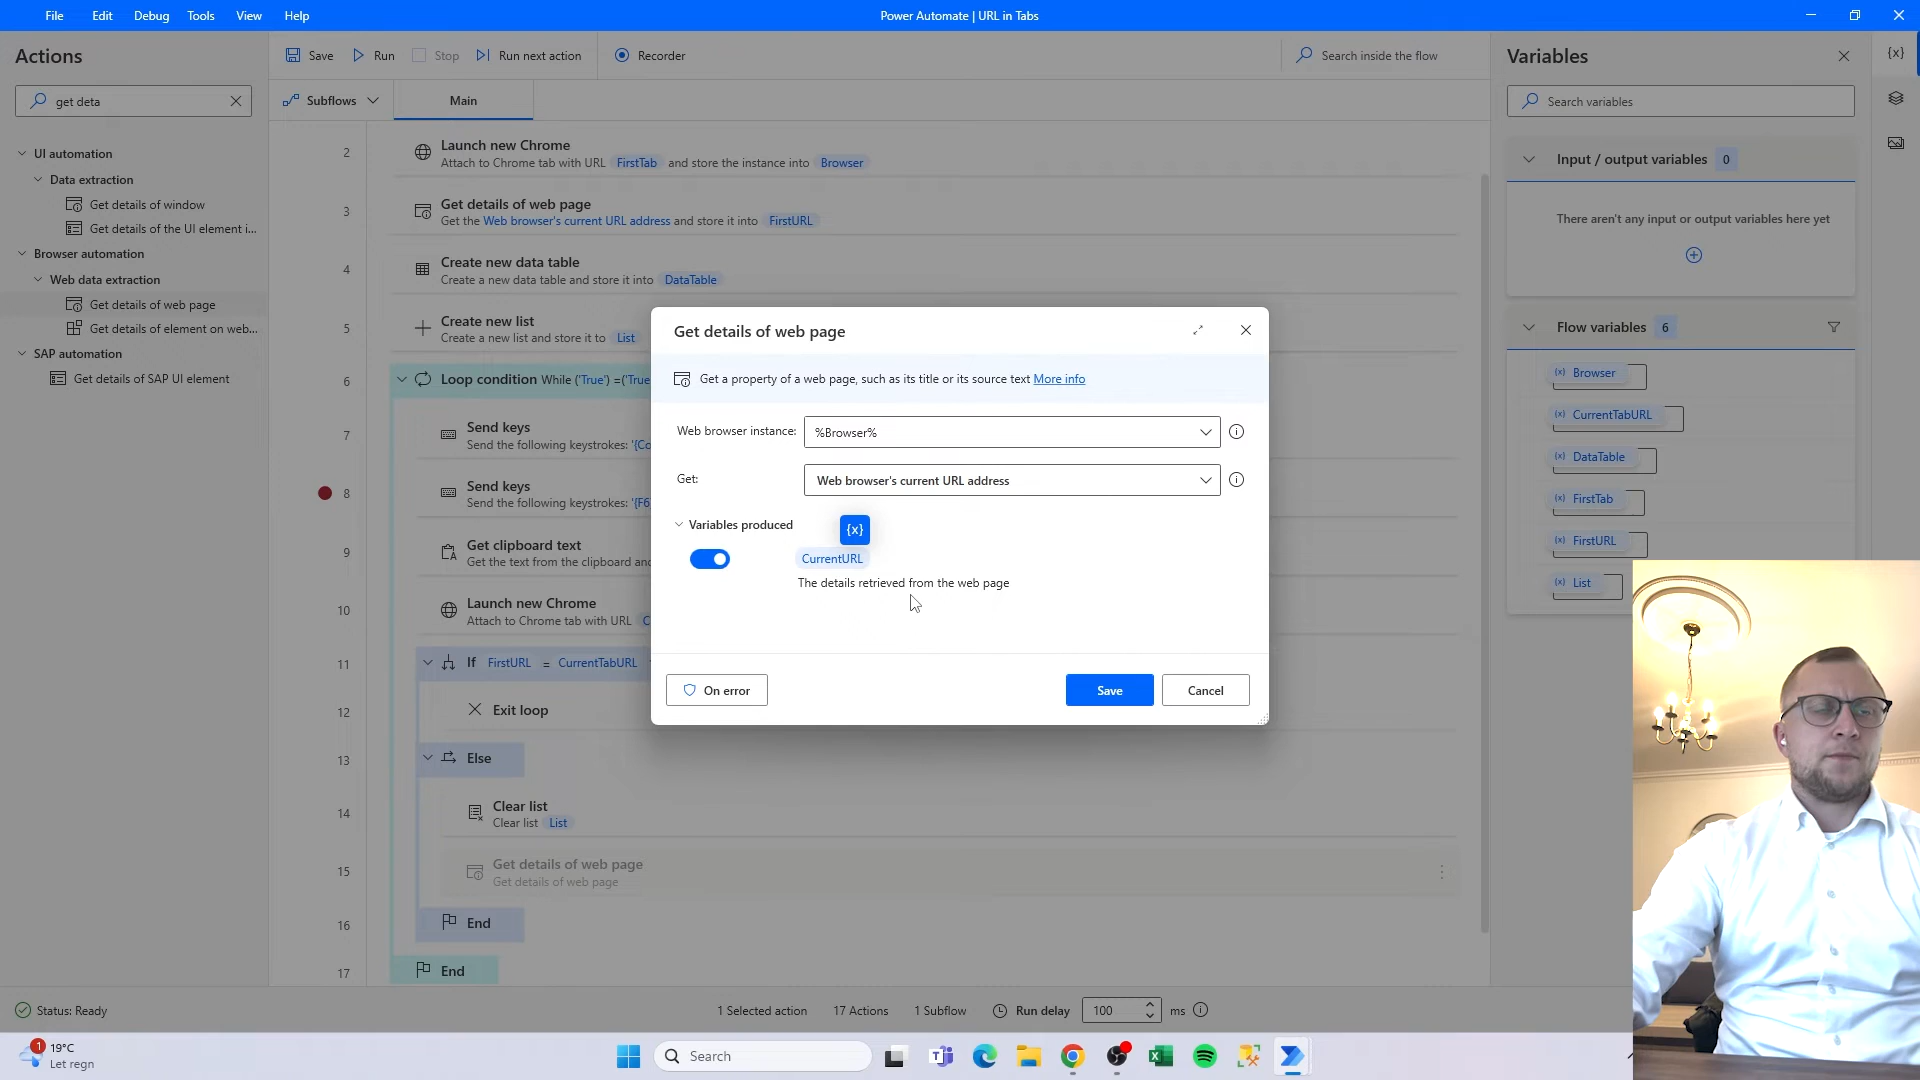 File Edit Debug Tools View Help
Power Automate | URL in Tabs
Actions
get deta
UI automation
Data extraction
Get details of window
Get details of the UI element i...
Browser automation
Web data extraction
Get details of web page
Get details of element on web...
SAP automation
Get details of SAP UI element
Save Run Stop Run next action Recorder
Search inside the flow
Subflows Main
2 Launch new Chrome
Attach to Chrome tab with URL FirstTab and store the instance into Browser
3 Get details of web page
Get the Web browser's current URL address and store it into FirstURL
4 Create new data table
Create a new data table and store it into DataTable
5 Create new list
Create a new list and store it to List
6 Loop condition While ('True') =('True
7 Send keys
Send the following keystrokes: '{Co
8 Send keys
Send the following keystrokes: '{F6
9 Get clipboard text
Get the text from the clipboard and
10 Launch new Chrome
Attach to Chrome tab with URL C
11 If FirstURL = CurrentTabURL
12 Exit loop
13 Else
14 Clear list
Clear list List
15 Get details of web page
Get details of web page
16 End
17 End
Get details of web page
{x} Get a property of a web page, such as its title or its source text More info
Web browser instance: %Browser%
Get: Web browser's current URL address
Variables produced {x}
CurrentURL
The details retrieved from the web page
On error Save Cancel
Variables
{x}
Search variables
Input / output variables 0
There aren't any input or output variables here yet
Flow variables 6
(x) Browser
(x) CurrentTabURL
(x) DataTable
(x) FirstTab
(x) FirstURL
(x) List
Status: Ready 1 Selected action 17 Actions 1 Subflow Run delay 100 ms
1 19°C
Let regn
Search